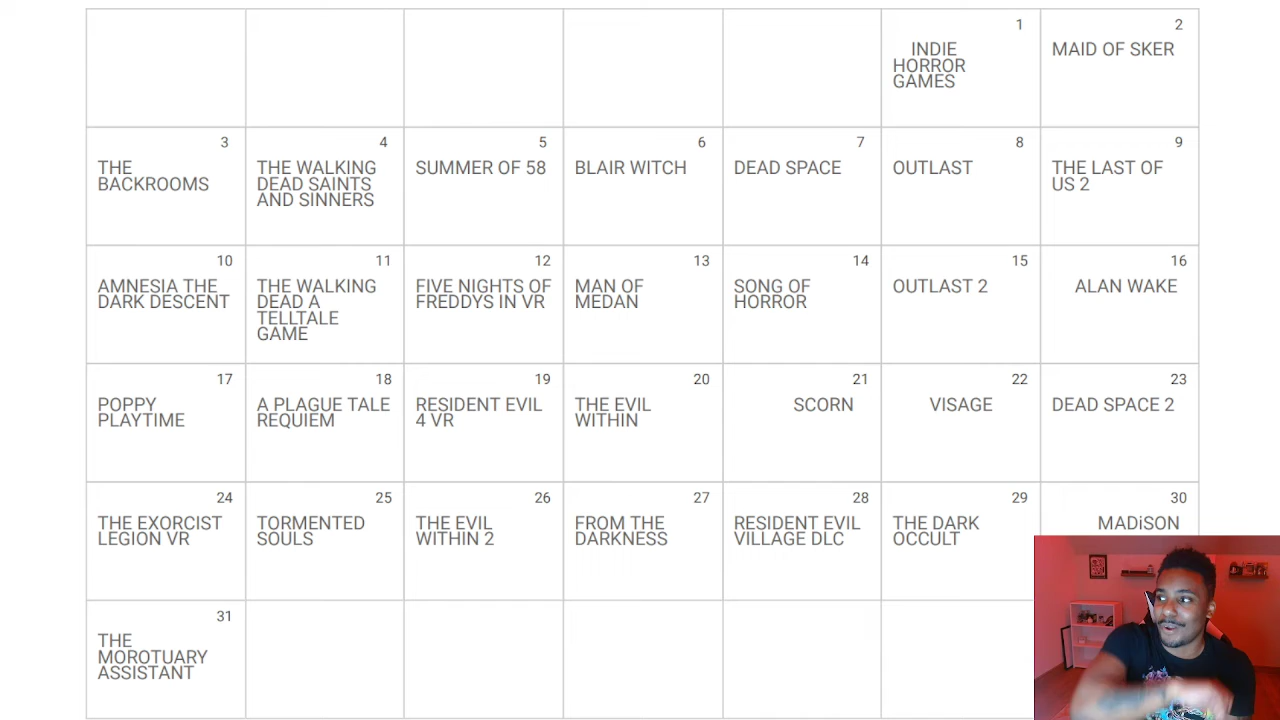 1
INDIE
HORROR
GAMES
2
MAID OF SKER
3
THE
BACKROOMS
4
THE WALKING
DEAD SAINTS
AND SINNERS
5
SUMMER OF 58
6
BLAIR WITCH
7
DEAD SPACE
8
OUTLAST
9
THE LAST OF
US 2
10
AMNESIA THE
DARK DESCENT
11
THE WALKING
DEAD A
TELLTALE
GAME
12
FIVE NIGHTS OF
FREDDYS IN VR
13
MAN OF
MEDAN
14
SONG OF
HORROR
15
OUTLAST 2
16
ALAN WAKE
17
POPPY
PLAYTIME
18
A PLAGUE TALE
REQUIEM
19
RESIDENT EVIL
4 VR
20
THE EVIL
WITHIN
21
SCORN
22
VISAGE
23
DEAD SPACE 2
24
THE EXORCIST
LEGION VR
25
TORMENTED
SOULS
26
THE EVIL
WITHIN 2
27
FROM THE
DARKNESS
28
RESIDENT EVIL
VILLAGE DLC
29
THE DARK
OCCULT
30
MADiSON
31
THE
MOROTUARY
ASSISTANT